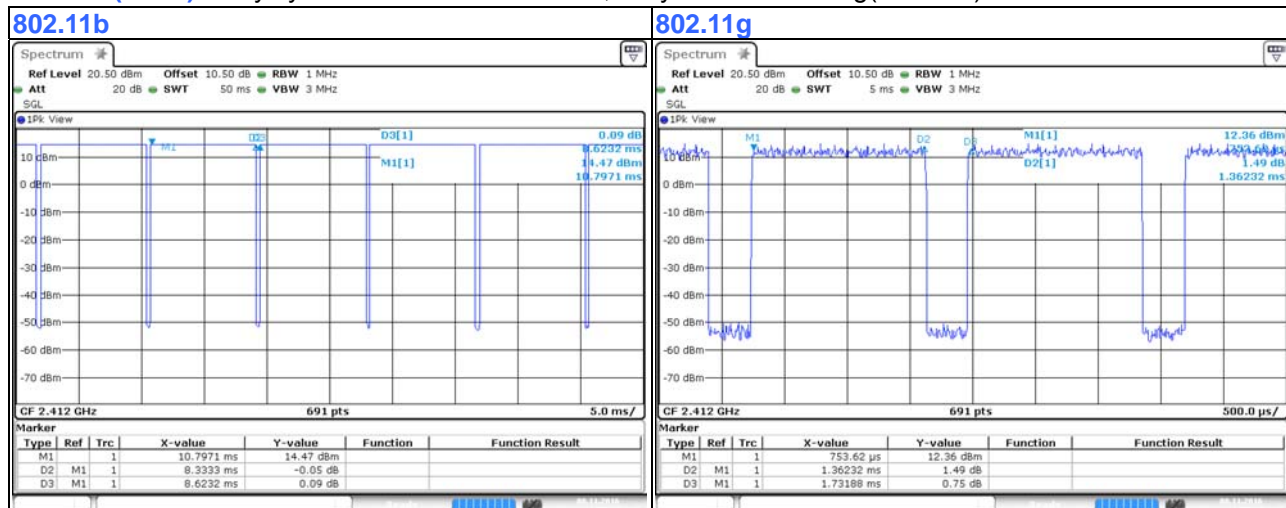 802.11b
Spectrum
Ref Level 20.50 dBm Offset 10.50 dB RBW 1 MHz
Att 20 dB SWT 50 ms VBW 3 MHz
SGL
1Pk View
M1
D3[1] 0.09 dB
8.6232 ms
M1[1] 14.47 dBm
10.7971 ms
10 dBm
0 dBm
-10 dBm
-20 dBm
-30 dBm
-40 dBm
-50 dBm
-60 dBm
-70 dBm
CF 2.412 GHz 691 pts 5.0 ms/
Marker
Type Ref Trc X-value Y-value Function Function Result
M1 1 10.7971 ms 14.47 dBm
D2 M1 1 8.3333 ms -0.05 dB
D3 M1 1 8.6232 ms 0.09 dB
802.11g
Spectrum
Ref Level 20.50 dBm Offset 10.50 dB RBW 1 MHz
Att 20 dB SWT 5 ms VBW 3 MHz
SGL
1Pk View
M1 D2
M1[1] 12.36 dBm
D2[1] 1.49 dB
1.36232 ms
10 dBm
0 dBm
-10 dBm
-20 dBm
-30 dBm
-40 dBm
-50 dBm
-60 dBm
-70 dBm
CF 2.412 GHz 691 pts 500.0 µs/
Marker
Type Ref Trc X-value Y-value Function Function Result
M1 1 753.62 µs 12.36 dBm
D2 M1 1 1.36232 ms 1.49 dB
D3 M1 1 1.73188 ms 0.75 dB